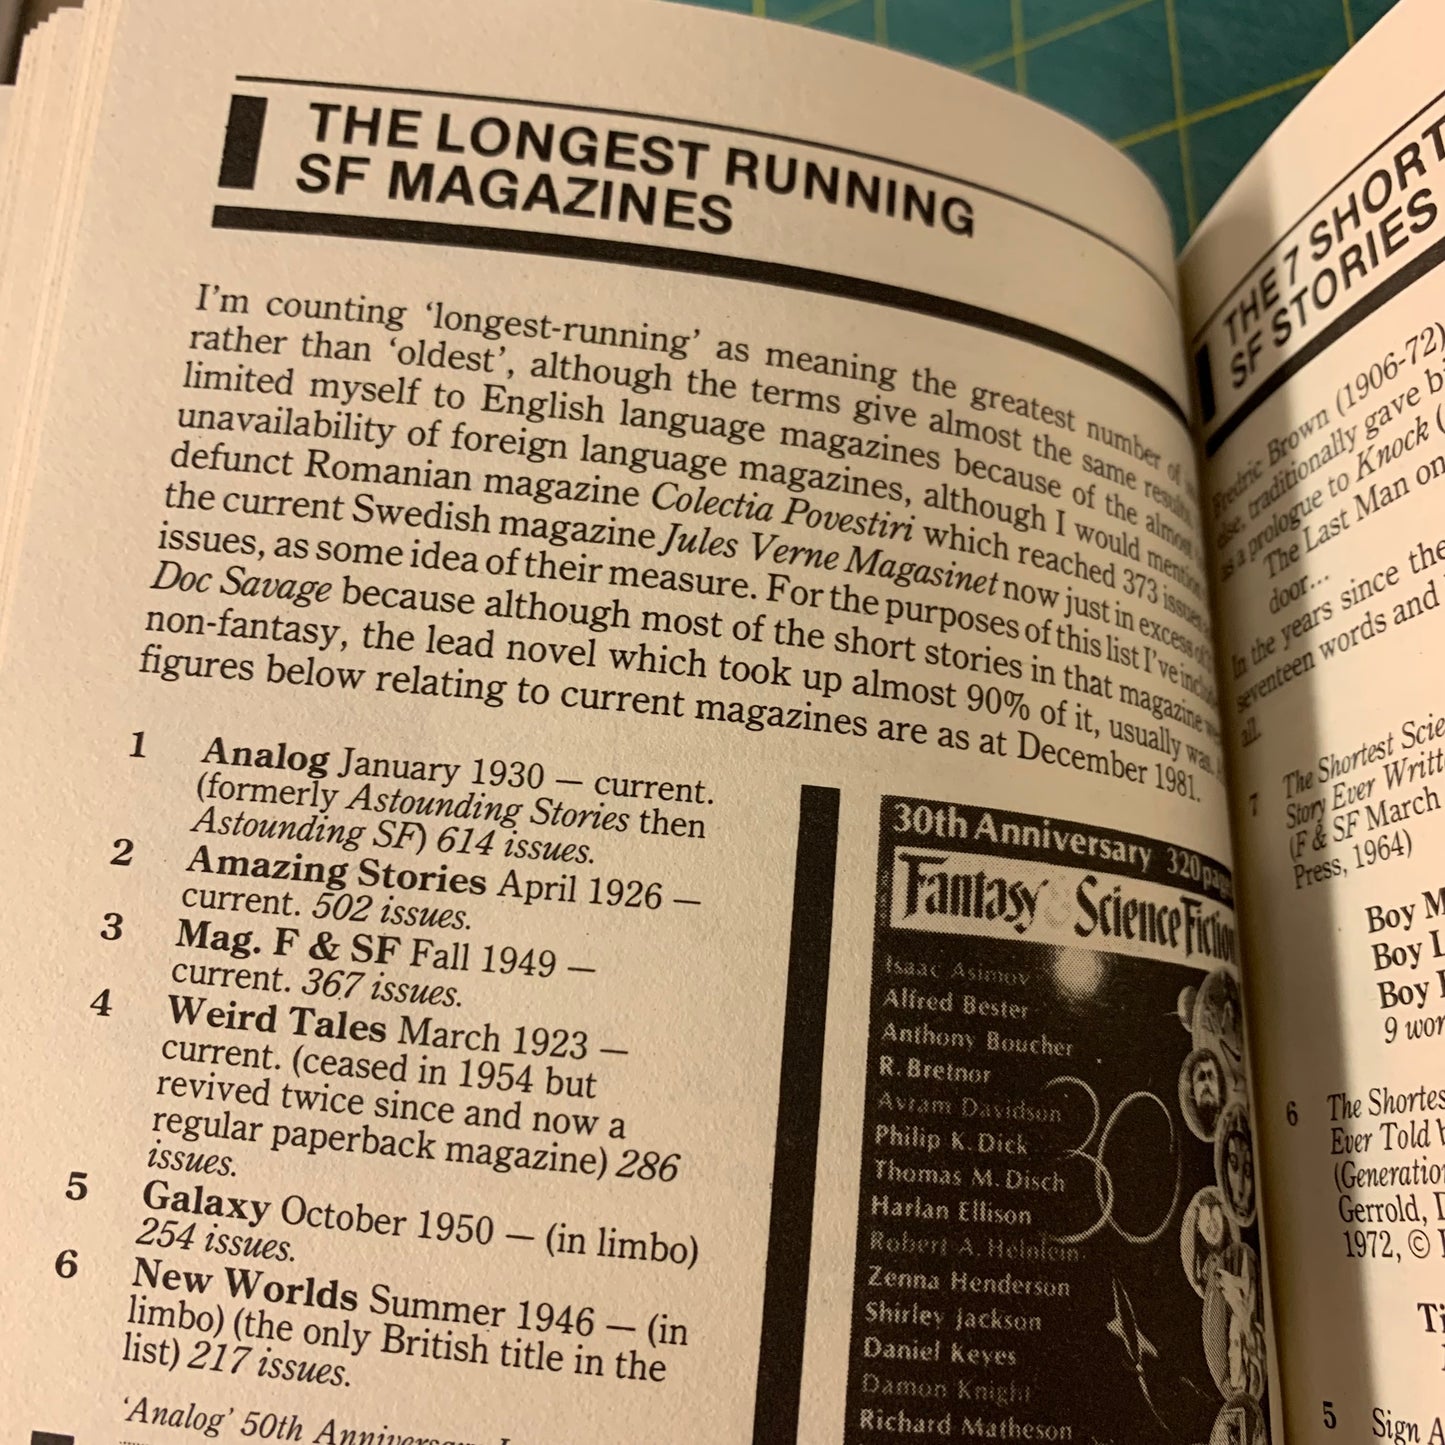 THE LONGEST RUNNING
SF MAGAZINES
I'm counting 'longest-running' as meaning the greatest number of
rather than 'oldest', although the terms give almost the same results.
limited myself to English language magazines because of the almost
unavailability of foreign language magazines, although I would mention
defunct Romanian magazine Colectia Povestiri which reached 373 issues
the current Swedish magazine Jules Verne Magasinet now just in excess of
issues, as some idea of their measure. For the purposes of this list I've
Doc Savage because although most of the short stories in that magazine
non-fantasy, the lead novel which took up almost 90% of it, usually was.
figures below relating to current magazines are as at December 1981.
1 Analog January 1930 — current.
(formerly Astounding Stories then
Astounding SF) 614 issues.
2 Amazing Stories April 1926 —
current. 502 issues.
3 Mag. F & SF Fall 1949 —
current. 367 issues.
4 Weird Tales March 1923 —
current. (ceased in 1954 but
revived twice since and now a
regular paperback magazine) 286
issues.
5 Galaxy October 1950 — (in limbo)
254 issues.
6 New Worlds Summer 1946 — (in
limbo) (the only British title in the
list) 217 issues.
'Analog' 50th
30th Anniversary 320
Fantasy & Science Fiction
Isaac Asimov
Alfred Bester
Anthony Boucher
R. Bretnor
Avram Davidson
Philip K. Dick
Thomas M. Disch
Harlan Ellison
Robert A. Heinlein
Zenna Henderson
Shirley Jackson
Daniel Keyes
Damon Knight
Richard Matheson
THE 7 SHORT
SF STORIES
Fredric Brown (1906-72)
else, traditionally gave
as a prologue to Knock (
The Last Man on
door...
In the years since the
seventeen words and
all.
7 The Shortest
Story Ever
(F & SF March
Press, 1964)
Boy
Boy
Boy
9
6 The
Ever Told
Gerrold,
1972, ©
5 Sign